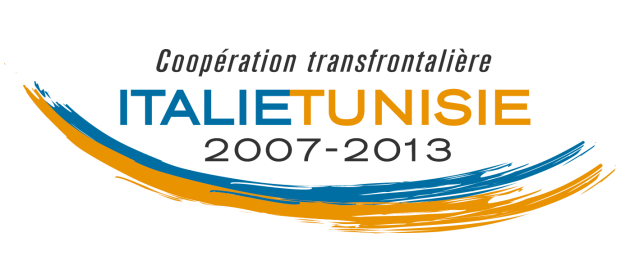 Coopération transfrontalière
ITALIETUNISIE
2007-2013